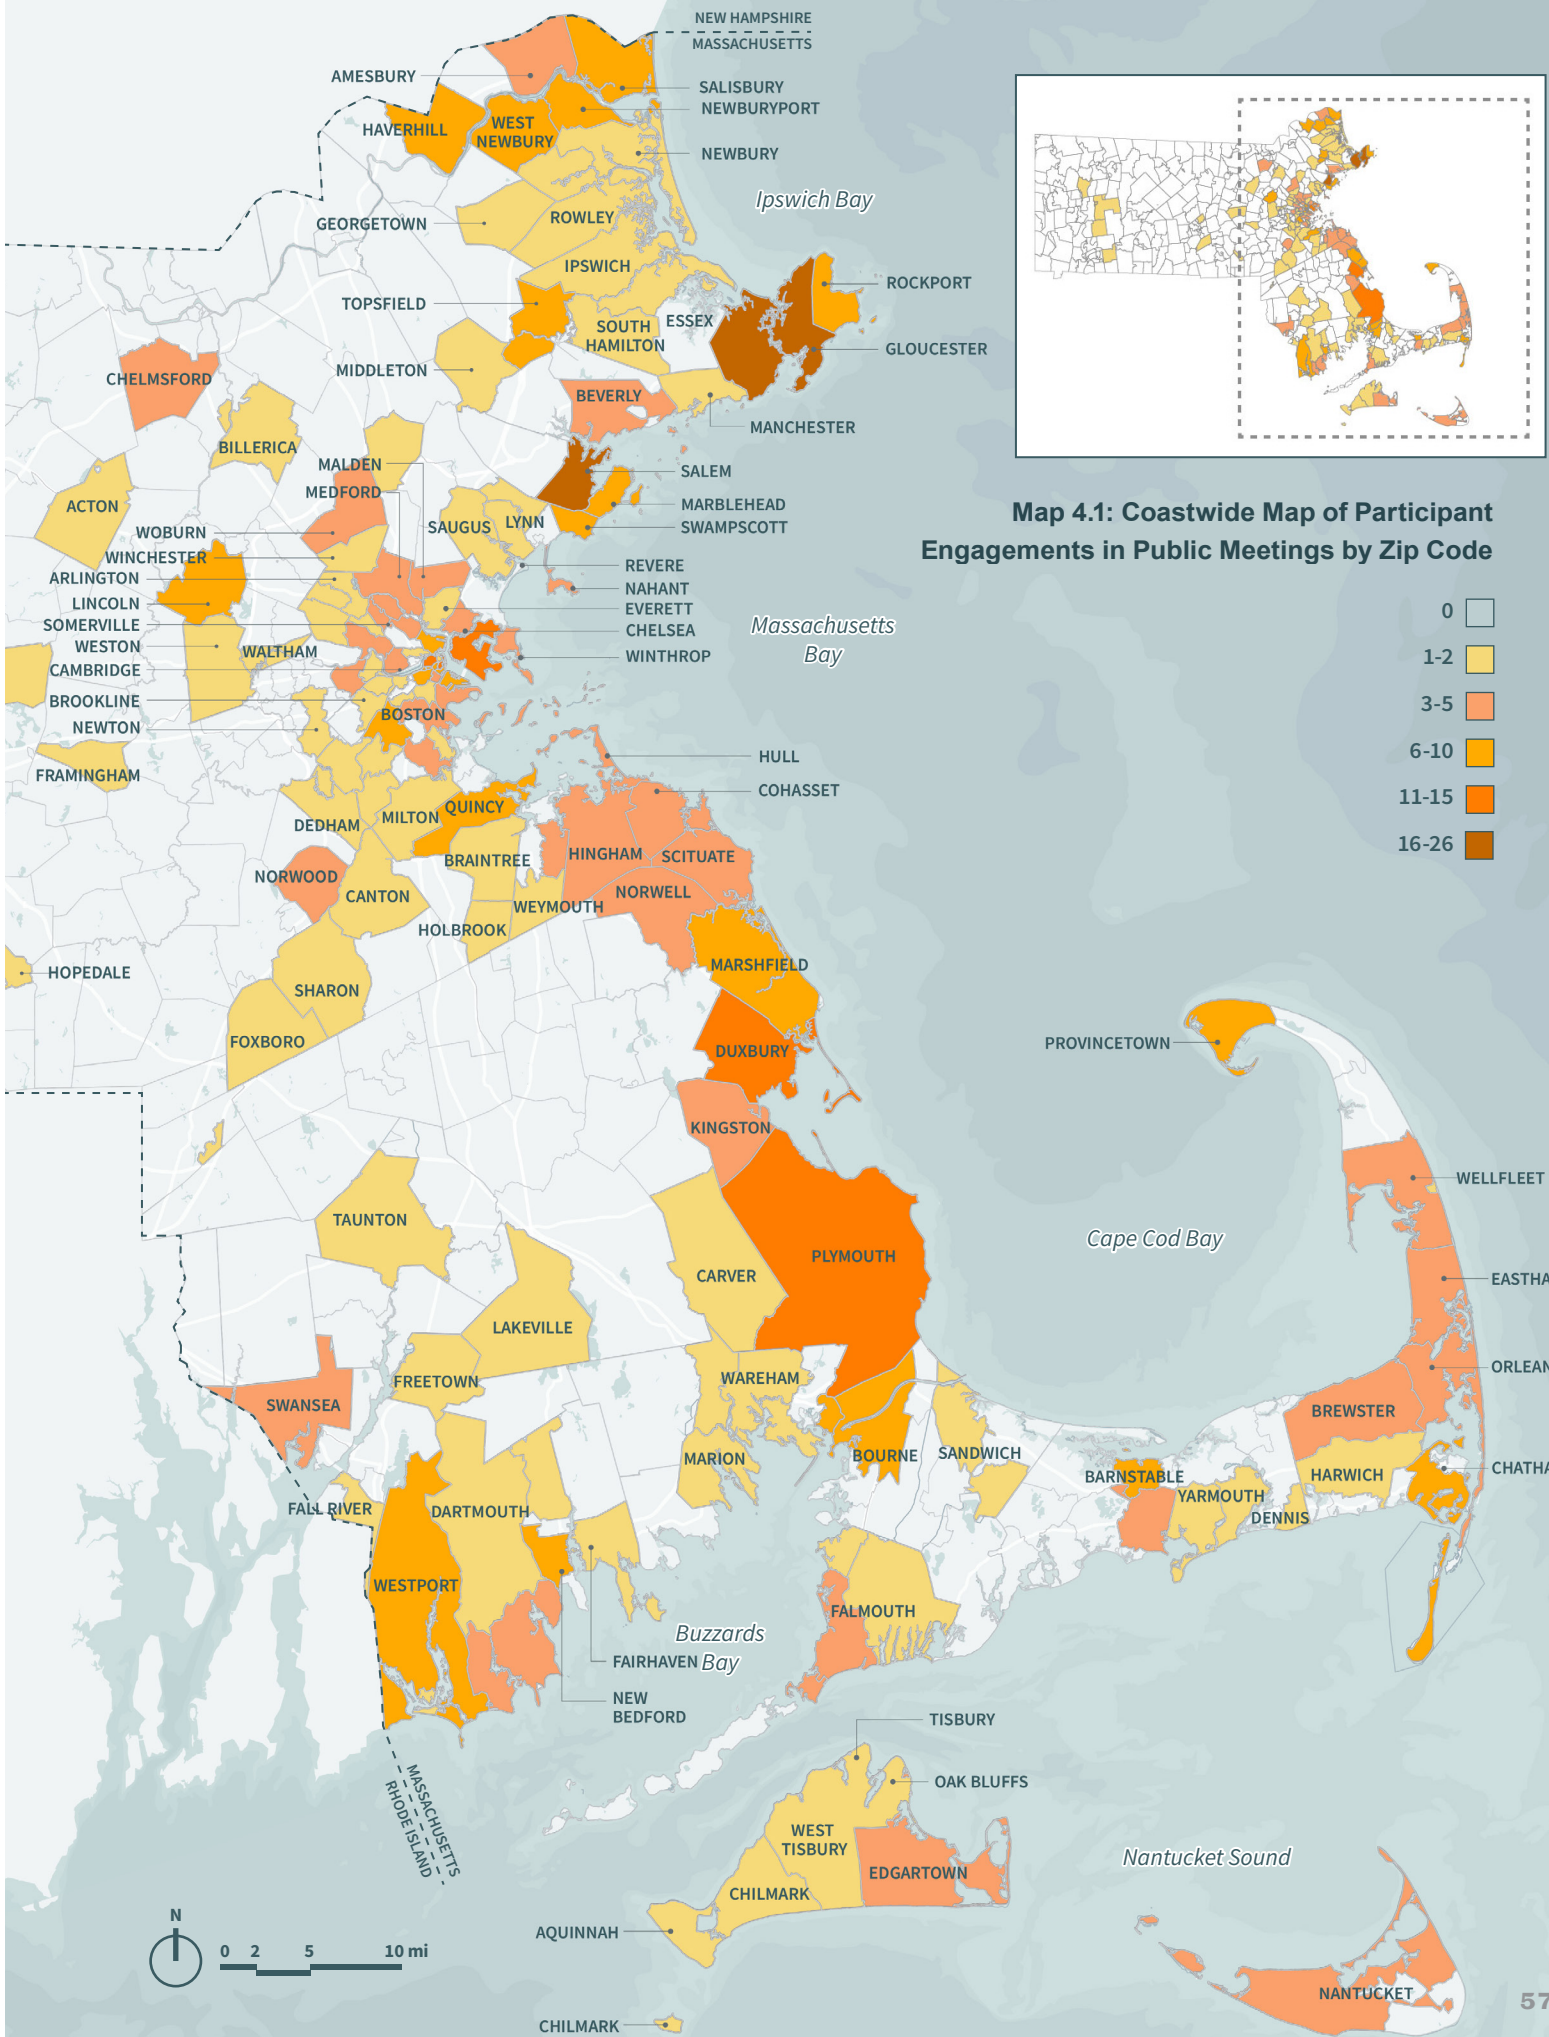 NEW HAMPSHIRE
MASSACHUSETTS
AMESBURY
SALISBURY
NEWBURYPORT
HAVERHILL
WEST
NEWBURY
NEWBURY
Ipswich Bay
GEORGETOWN
ROWLEY
IPSWICH
TOPSFIELD
ROCKPORT
ESSEX
SOUTH
HAMILTON
GLOUCESTER
MIDDLETON
CHELMSFORD
BEVERLY
MANCHESTER
BILLERICA
MALDEN
SALEM
MEDFORD
MARBLEHEAD
ACTON
SAUGUS
LYNN
SWAMPSCOTT
WOBURN
WINCHESTER
REVERE
ARLINGTON
NAHANT
LINCOLN
EVERETT
SOMERVILLE
CHELSEA
WESTON
WALTHAM
WINTHROP
CAMBRIDGE
BROOKLINE
BOSTON
NEWTON
Massachusetts
Bay
Map 4.1: Coastwide Map of Participant
Engagements in Public Meetings by Zip Code
0
1-2
3-5
6-10
11-15
16-26
HULL
FRAMINGHAM
COHASSET
QUINCY
MILTON
DEDHAM
BRAINTREE
HINGHAM
SCITUATE
NORWOOD
CANTON
NORWELL
WEYMOUTH
HOLBROOK
HOPEDALE
MARSHFIELD
SHARON
FOXBORO
DUXBURY
PROVINCETOWN
KINGSTON
WELLFLEET
TAUNTON
Cape Cod Bay
PLYMOUTH
CARVER
EASTHA
LAKEVILLE
ORLEAN
FREETOWN
WAREHAM
SWANSEA
BREWSTER
MARION
BOURNE
SANDWICH
CHATHA
BARNSTABLE
HARWICH
YARMOUTH
FALL RIVER
DARTMOUTH
DENNIS
WESTPORT
FALMOUTH
Buzzards
Bay
FAIRHAVEN
NEW
BEDFORD
TISBURY
MASSACHUSETTS
RHODE ISLAND
OAK BLUFFS
WEST
TISBURY
EDGARTOWN
Nantucket Sound
CHILMARK
AQUINNAH
N
0 2 5 10 mi
NANTUCKET
57
CHILMARK